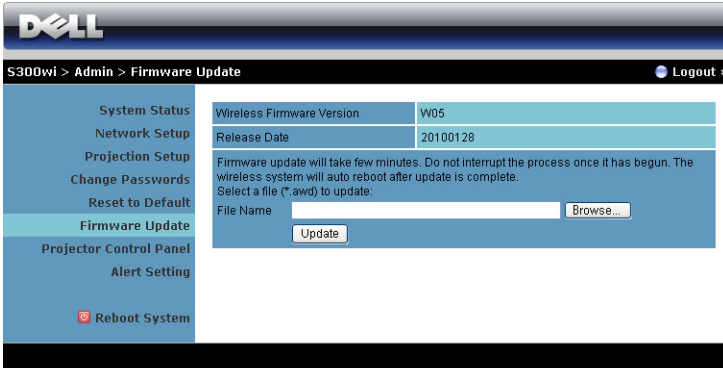 DELL
S300wi > Admin > Firmware Update
Logout »
System Status
Network Setup
Projection Setup
Change Passwords
Reset to Default
Firmware Update
Projector Control Panel
Alert Setting
Reboot System
Wireless Firmware Version W05
Release Date 20100128
Firmware update will take few minutes. Do not interrupt the process once it has begun. The
wireless system will auto reboot after update is complete.
Select a file (*.awd) to update:
File Name Browse...
Update